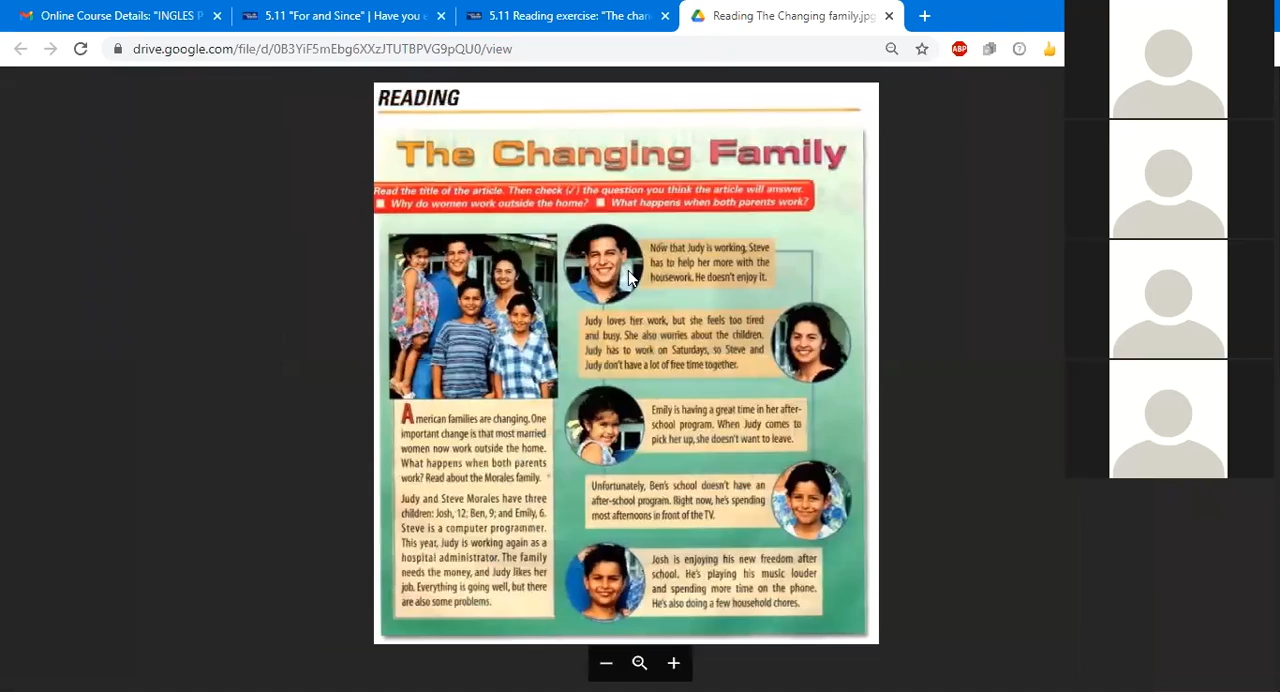 Online Course Details: "INGLES P
5.11 "For and Since" | Have you e
5.11 Reading exercise: "The chan
Reading The Changing family.jpg
drive.google.com/file/d/0B3YiF5mEbg6XXzJTUTBPVG9pQU0/view
ABP
READING
The Changing Family
Read the title of the article. Then check (✓) the question you think the article will answer.
Why do women work outside the home? What happens when both parents work?
Now that Judy is working, Steve
has to help her more with the
housework. He doesn't enjoy it.
Judy loves her work, but she feels too tired
and busy. She also worries about the children.
Judy has to work on Saturdays, so Steve and
Judy don't have a lot of free time together.
Emily is having a great time in her after-
school program. When Judy comes to
pick her up, she doesn't want to leave.
Unfortunately, Ben's school doesn't have an
after-school program. Right now, he's spending
most afternoons in front of the TV.
Josh is enjoying his new freedom after
school. He's playing his music louder
and spending more time on the phone.
He's also doing a few household chores.
American families are changing. One
important change is that most married
women now work outside the home.
What happens when both parents
work? Read about the Morales family.
Judy and Steve Morales have three
children: Josh, 12; Ben, 9; and Emily, 6.
Steve is a computer programmer.
This year, Judy is working again as a
hospital administrator. The family
needs the money, and Judy likes her
job. Everything is going well, but there
are also some problems.